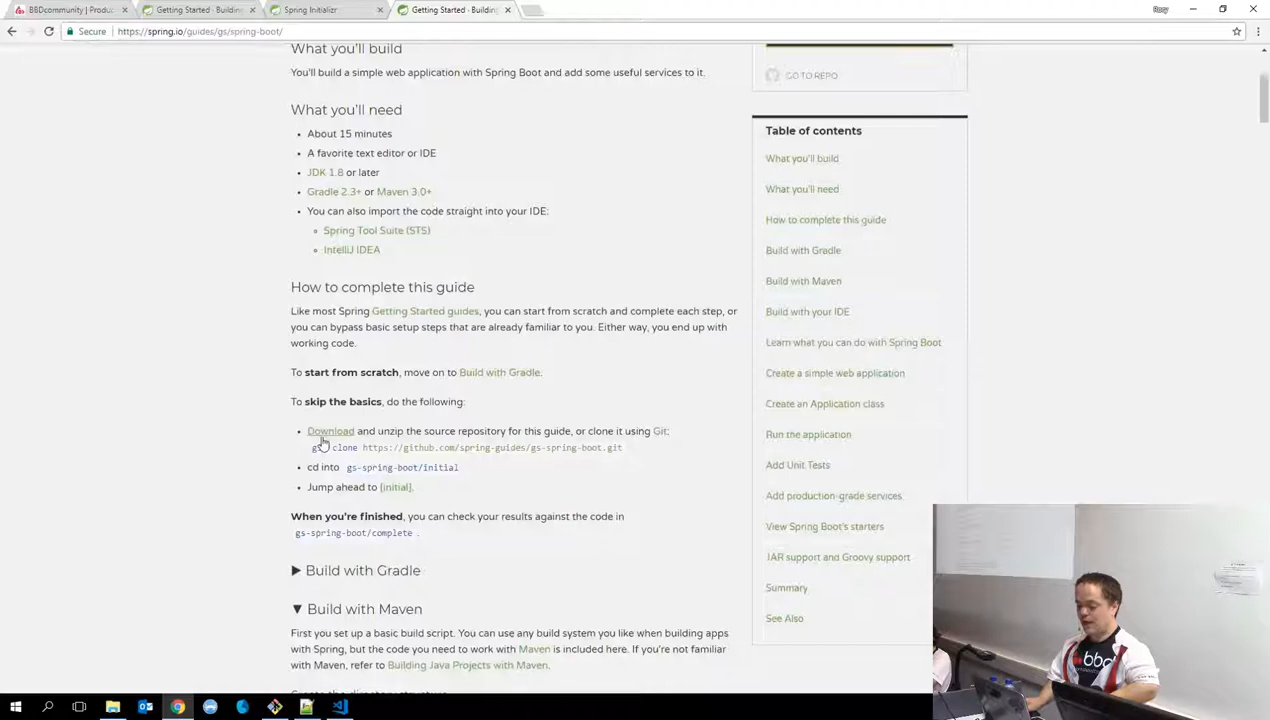 BBDcommunity | Produc
Getting Started · Building
Spring Initializr
Getting Started · Building
Secure
https://spring.io/guides/gs/spring-boot/
What you'll build
You'll build a simple web application with Spring Boot and add some useful services to it.
What you'll need
• About 15 minutes
• A favorite text editor or IDE
• JDK 1.8 or later
• Gradle 2.3+ or Maven 3.0+
• You can also import the code straight into your IDE:
Spring Tool Suite (STS)
IntelliJ IDEA
How to complete this guide
Like most Spring Getting Started guides, you can start from scratch and complete each step, or
you can bypass basic setup steps that are already familiar to you. Either way, you end up with
working code.
To start from scratch, move on to Build with Gradle.
To skip the basics, do the following:
• Download and unzip the source repository for this guide, or clone it using Git:
clone https://github.com/spring-guides/gs-spring-boot.git
• cd into gs-spring-boot/initial
• Jump ahead to [initial].
When you're finished, you can check your results against the code in
gs-spring-boot/complete .
Build with Gradle
Build with Maven
First you set up a basic build script. You can use any build system you like when building apps
with Spring, but the code you need to work with Maven is included here. If you're not familiar
with Maven, refer to Building Java Projects with Maven.
Create the directory structure
GO TO REPO
Table of contents
What you'll build
What you'll need
How to complete this guide
Build with Gradle
Build with Maven
Build with your IDE
Learn what you can do with Spring Boot
Create a simple web application
Create an Application class
Run the application
Add Unit Tests
Add production-grade services
View Spring Boot's starters
JAR support and Groovy support
Summary
See Also
bbd